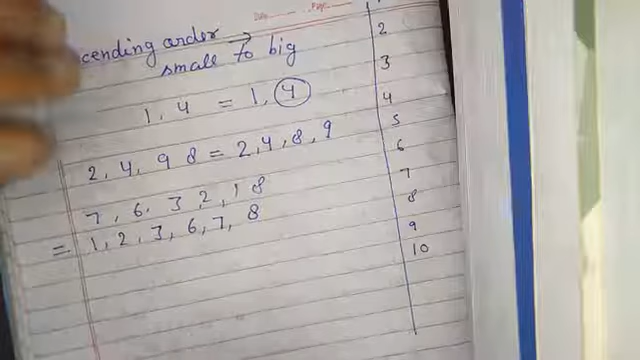 cending order →
small to big
1, 4 = 1, 4
2, 4, 9 8 = 2, 4, 8, 9
7, 6, 3 2, 1 8
= 1, 2, 3, 6, 7, 8
2
3
4
5
6
7
8
9
10